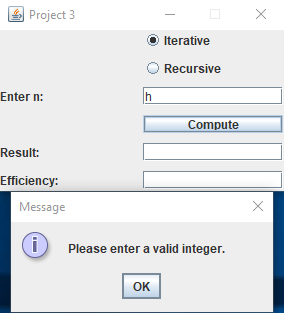 Project 3
Iterative
Recursive
Enter n: h
Compute
Result:
Efficiency:
Message
Please enter a valid integer.
OK